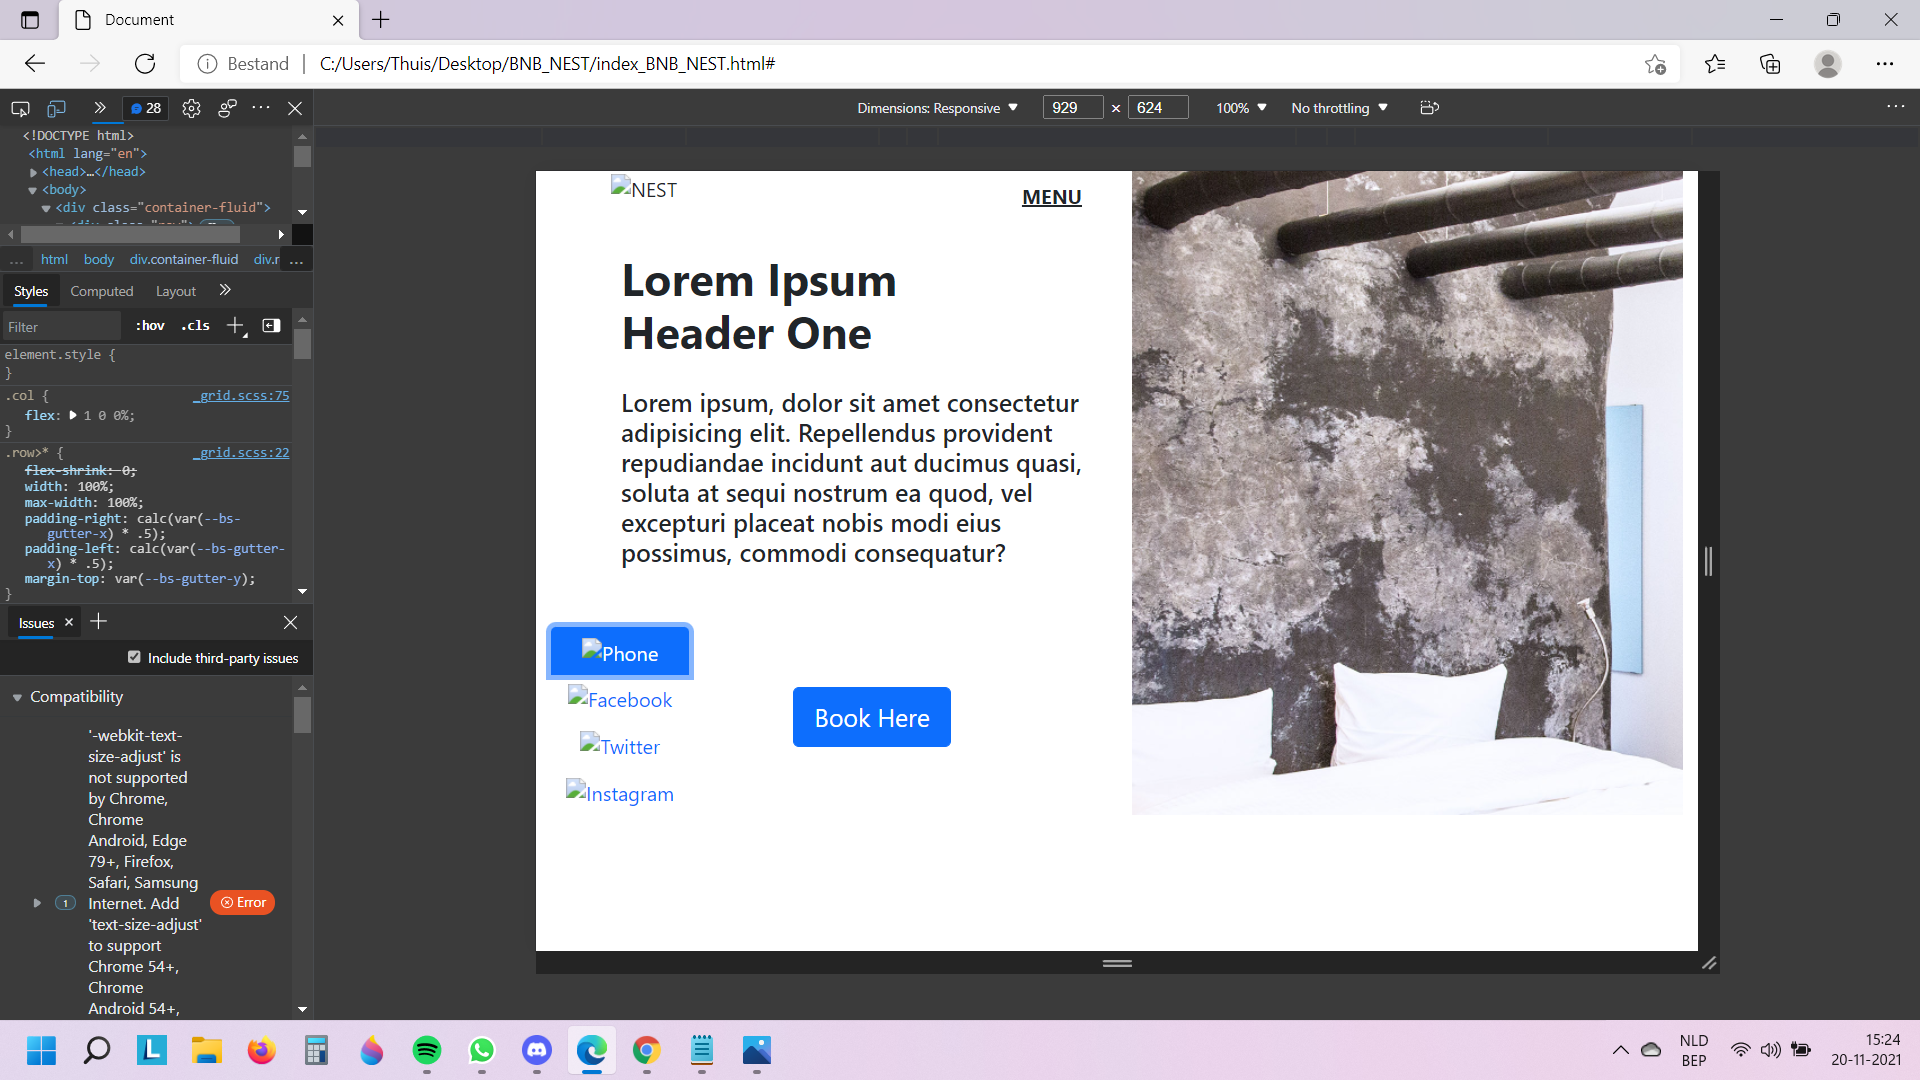 Document
Bestand
C:/Users/Thuis/Desktop/BNB_NEST/index_BNB_NEST.html#
28
Dimensions: Responsive
929 × 624
100%
No throttling
<!DOCTYPE html>
<html lang="en">
<head>…</head>
<body>
<div class="container-fluid">
... html body div.container-fluid div.r ...
Styles Computed Layout
Filter
:hov .cls
element.style {
}
.col {
_grid.scss:75
flex: 1 0 0%;
}
.row>* {
_grid.scss:22
flex-shrink: 0;
width: 100%;
max-width: 100%;
padding-right: calc(var(--bs-
gutter-x) * .5);
padding-left: calc(var(--bs-gutter-
x) * .5);
margin-top: var(--bs-gutter-y);
}
Issues
Include third-party issues
Compatibility
'-webkit-text-
size-adjust' is
not supported
by Chrome,
Chrome
Android, Edge
79+, Firefox,
Safari, Samsung
1 Internet. Add
Error
'text-size-adjust'
to support
Chrome 54+,
Chrome
Android 54+,
NEST
MENU
Lorem Ipsum
Header One
Lorem ipsum, dolor sit amet consectetur
adipisicing elit. Repellendus provident
repudiandae incidunt aut ducimus quasi,
soluta at sequi nostrum ea quod, vel
excepturi placeat nobis modi eius
possimus, commodi consequatur?
Phone
Facebook
Twitter
Instagram
Book Here
L
NLD
BEP
15:24
20-11-2021